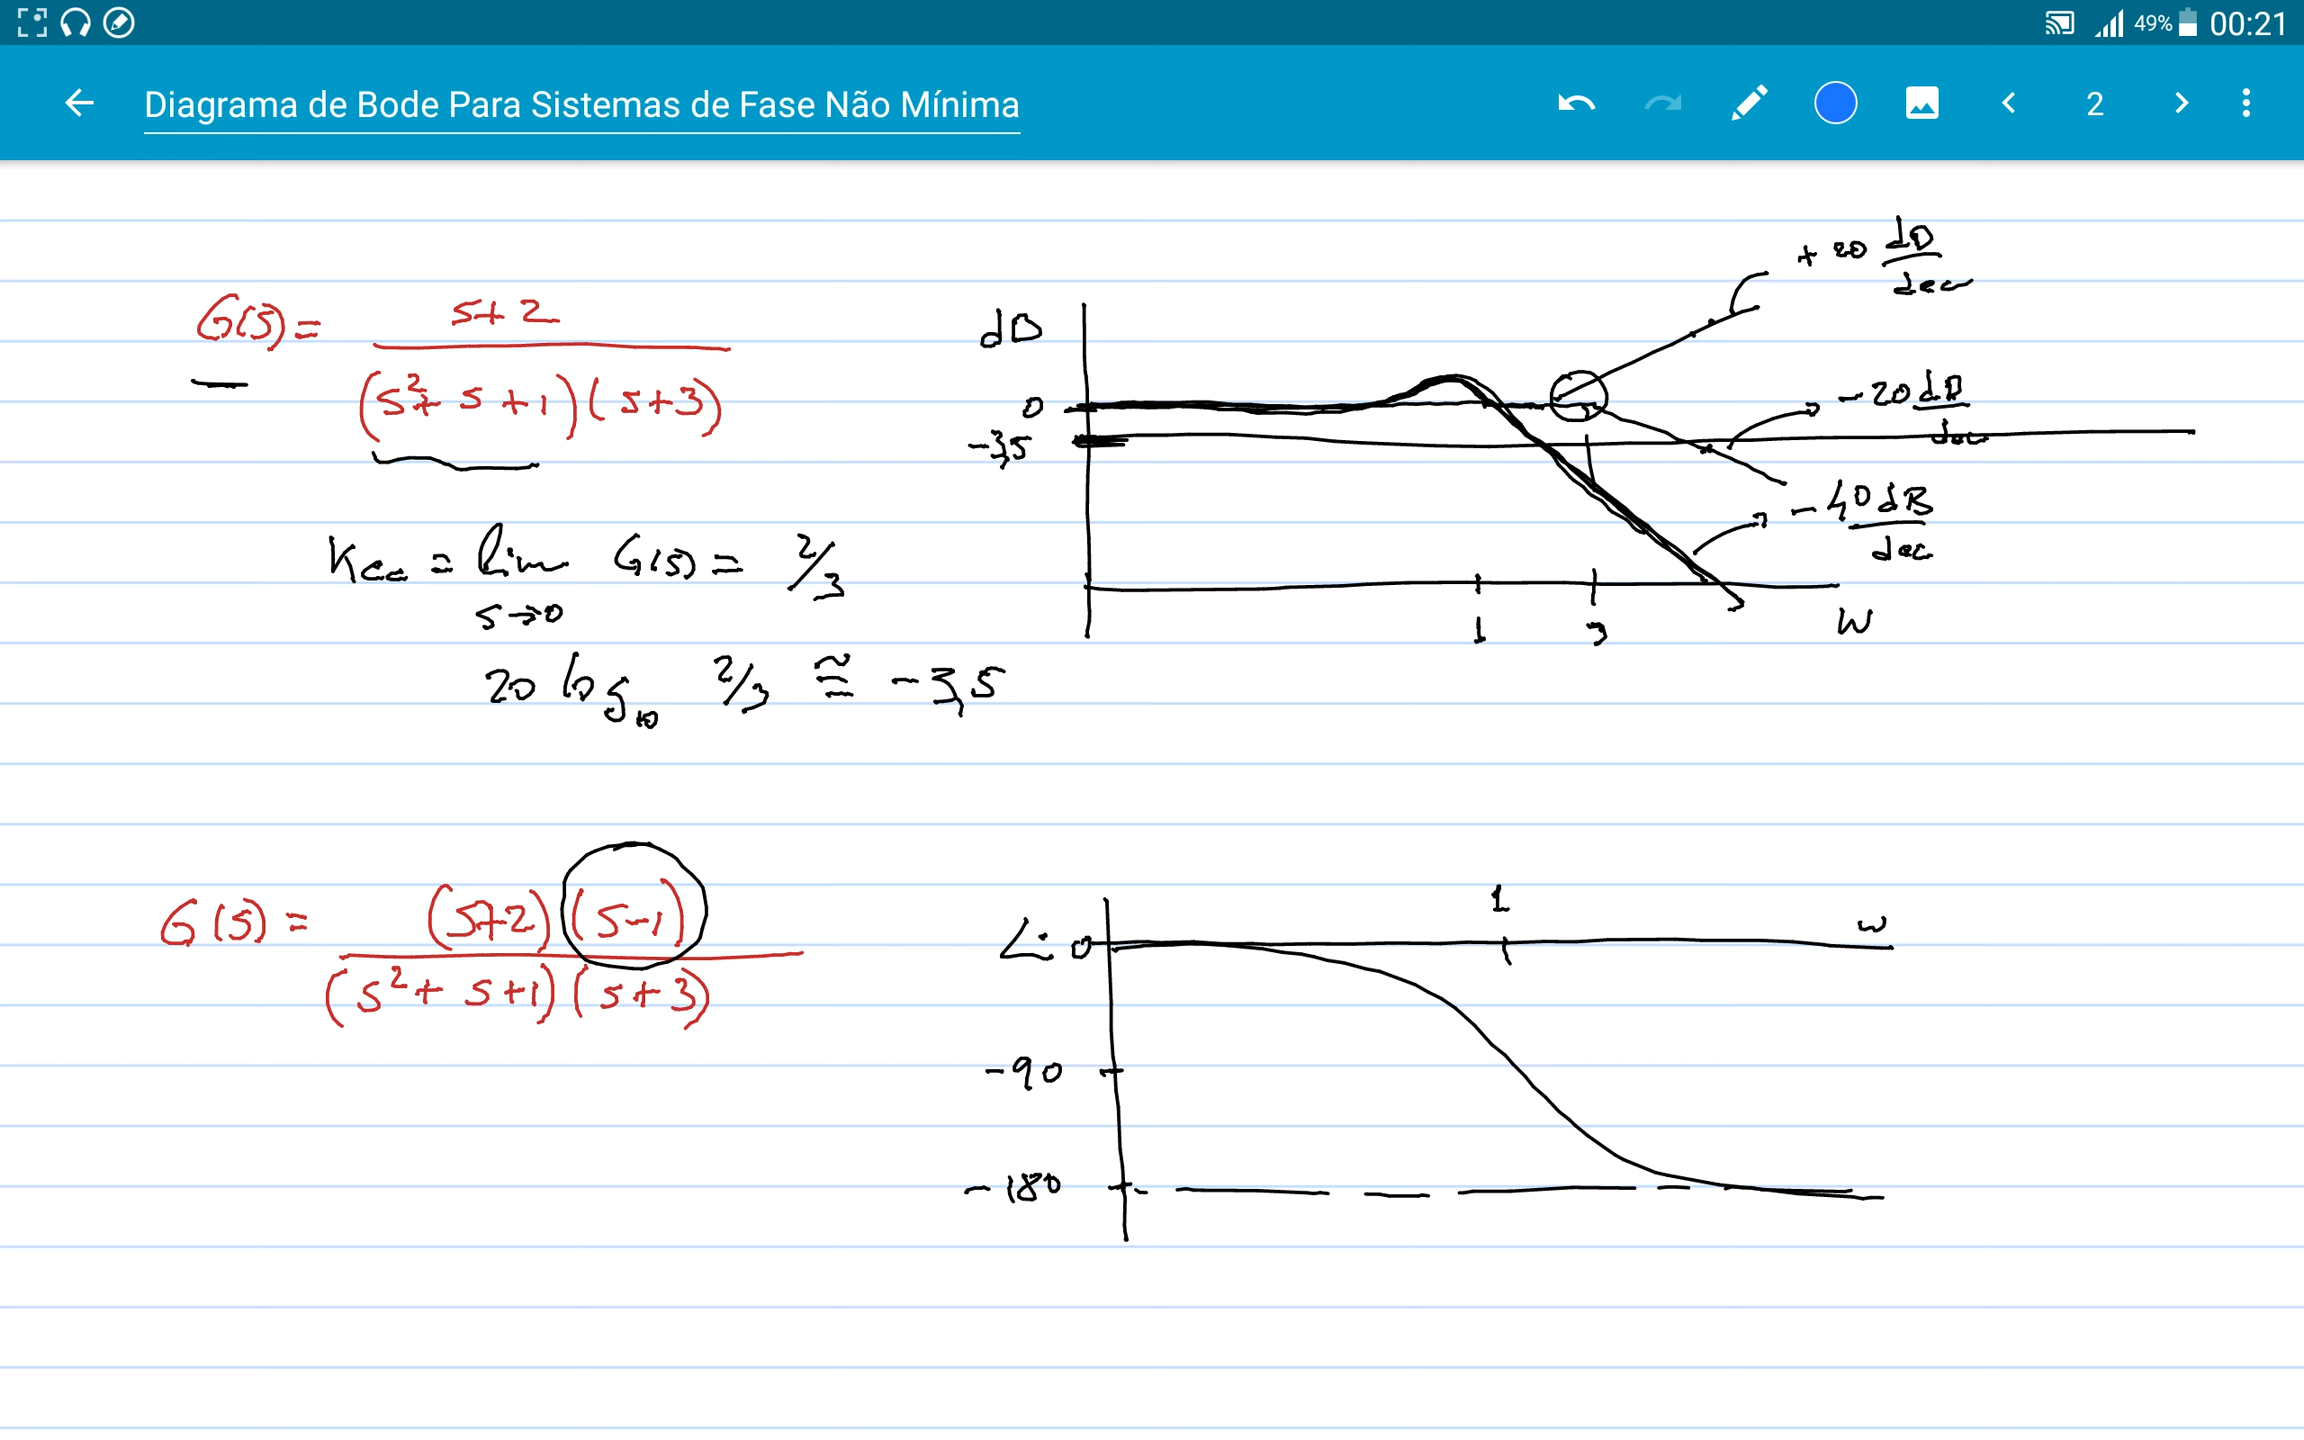 49% 00:21
Diagrama de Bode Para Sistemas de Fase Não Mínima 2
G(s) = s+2
(s²+s+1)(s+3)
Kcc = lim G(s) = 2/3
s→0
20 log₁₀ 2/3 ≅ -3,5
dB
0
-3,5
+20 dB
dec
-20 dB
dec
-40 dB
dec
1 3 W
G(s) = (s+2)(s-1)
(s²+s+1)(s+3)
∠: 0
1
w
-90
-180